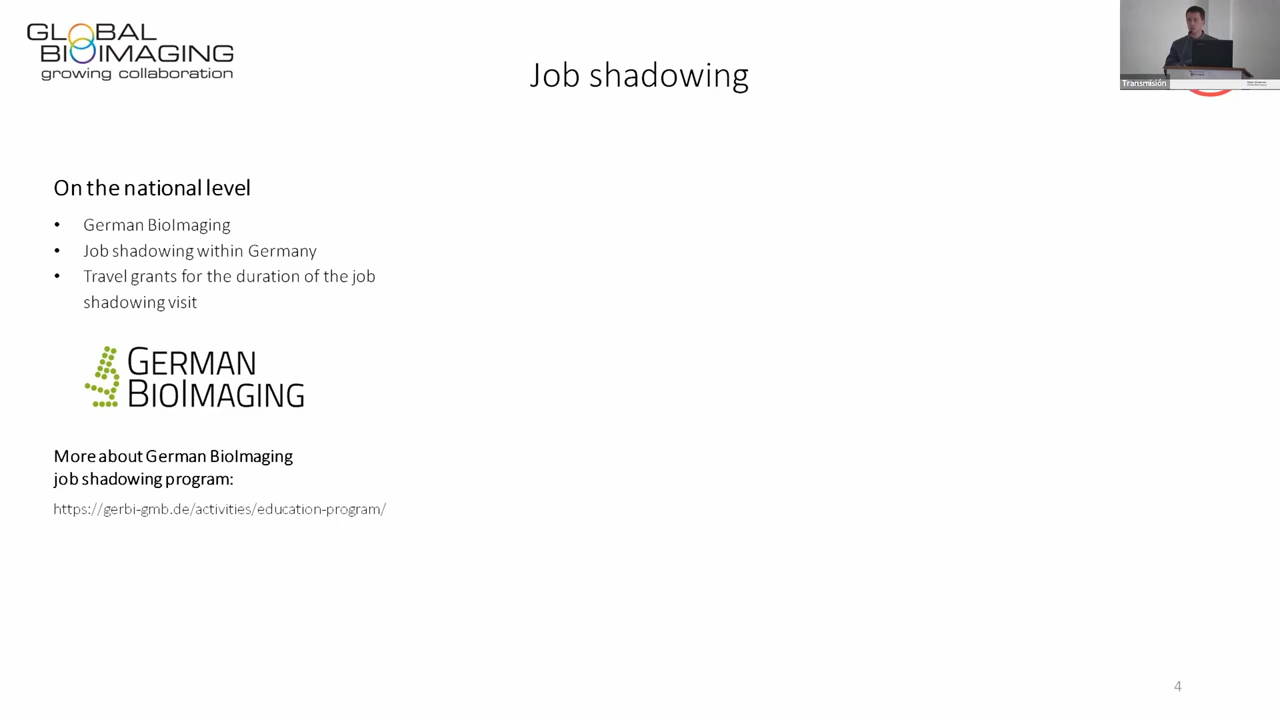 GLOBAL
BIOIMAGING
growing collaboration
Job shadowing
Transmisión
On the national level
• German BioImaging
• Job shadowing within Germany
• Travel grants for the duration of the job
shadowing visit
GERMAN
BIOIMAGING
More about German BioImaging
job shadowing program:
https://gerbi-gmb.de/activities/education-program/
4